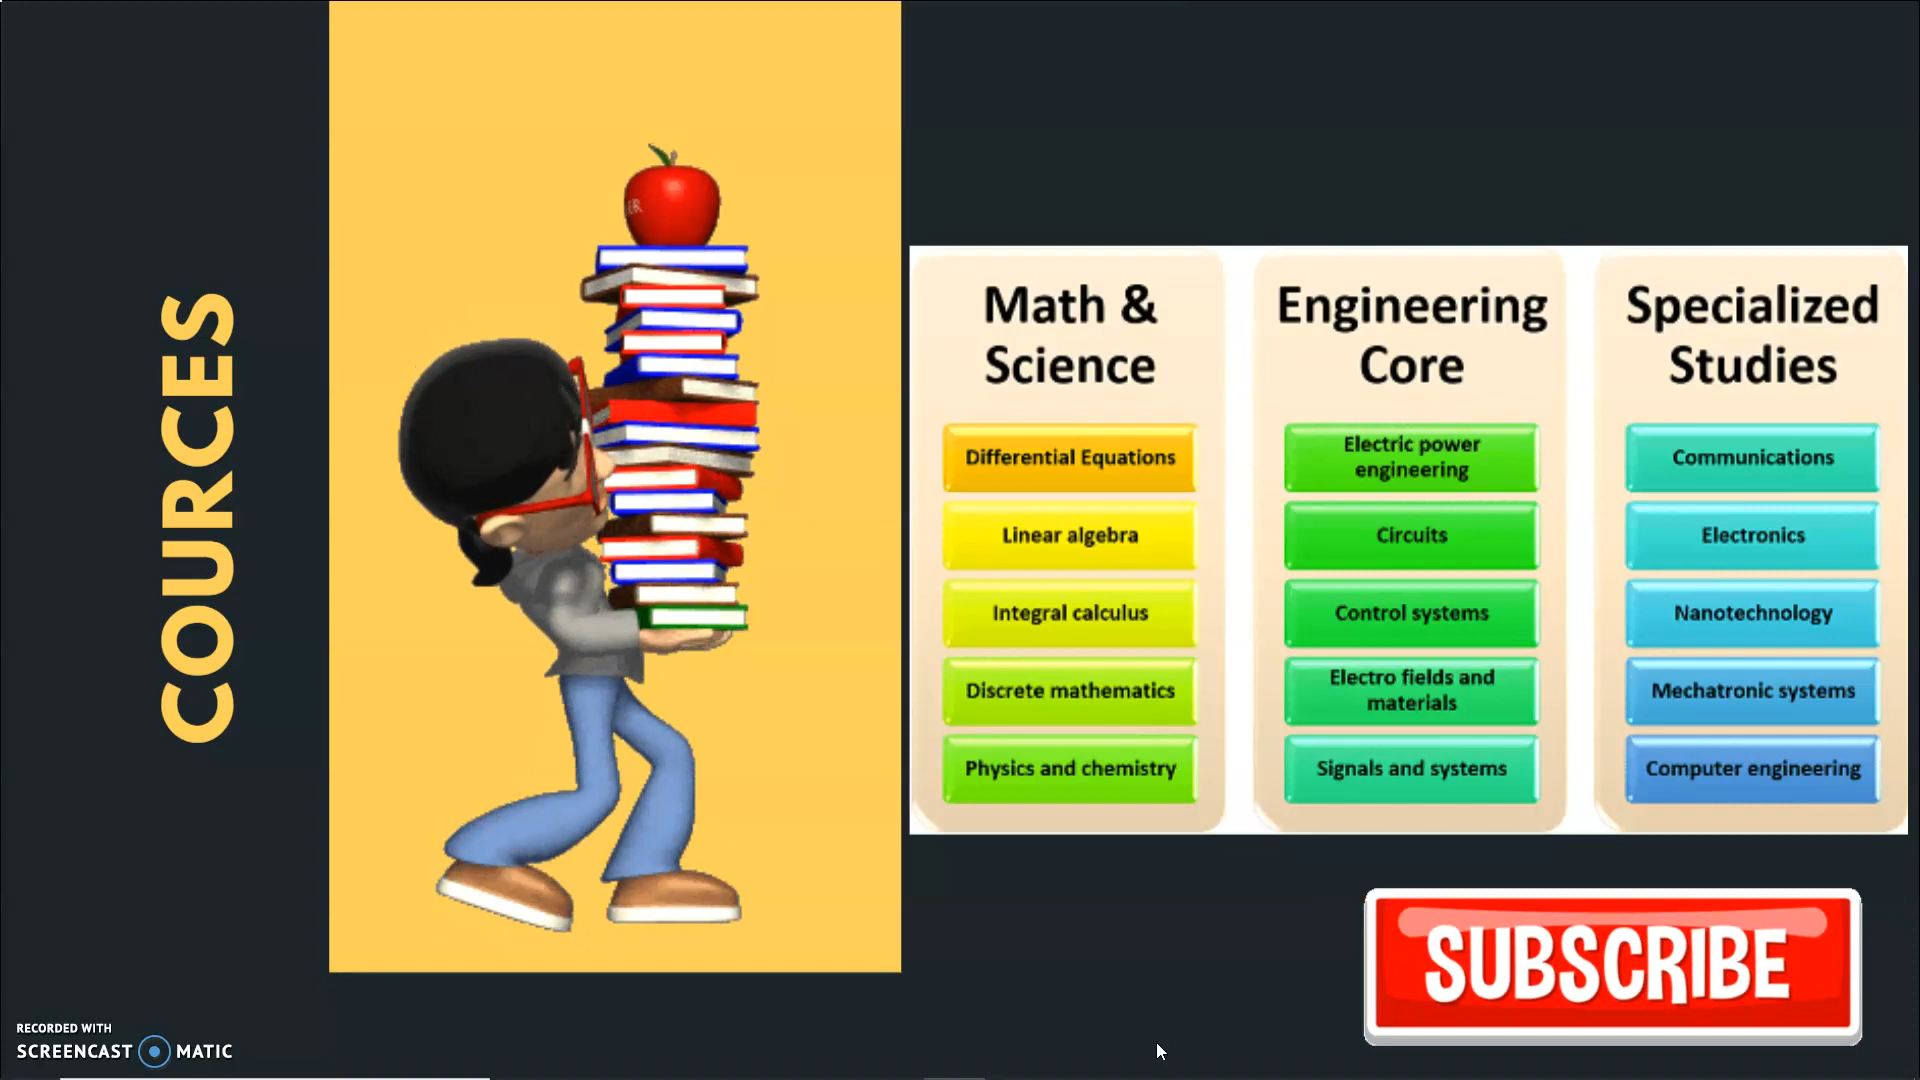 COURCES
Math &
Science
Differential Equations
Linear algebra
Integral calculus
Discrete mathematics
Physics and chemistry
Engineering
Core
Electric power
engineering
Circuits
Control systems
Electro fields and
materials
Signals and systems
Specialized
Studies
Communications
Electronics
Nanotechnology
Mechatronic systems
Computer engineering
SUBSCRIBE
RECORDED WITH
SCREENCAST MATIC